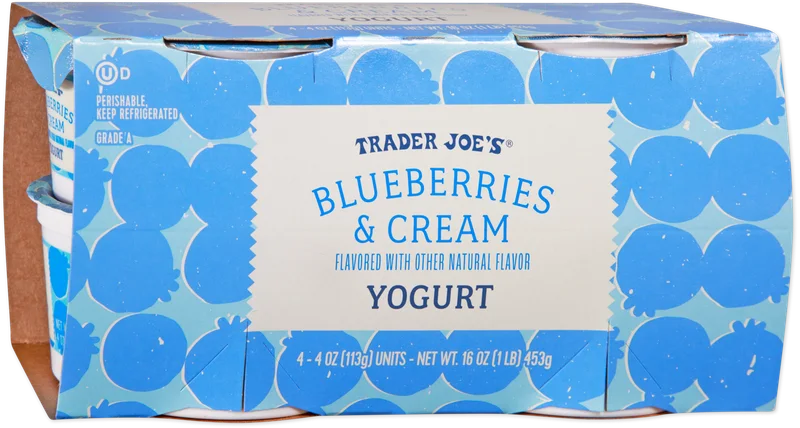 YOGURT
U D
PERISHABLE,
KEEP REFRIGERATED
GRADE A
CREAM
TRADER JOE'S®
BLUEBERRIES
& CREAM
FLAVORED WITH OTHER NATURAL FLAVOR
YOGURT
4 - 4 OZ (113g) UNITS - NET WT. 16 OZ (1 LB) 453g